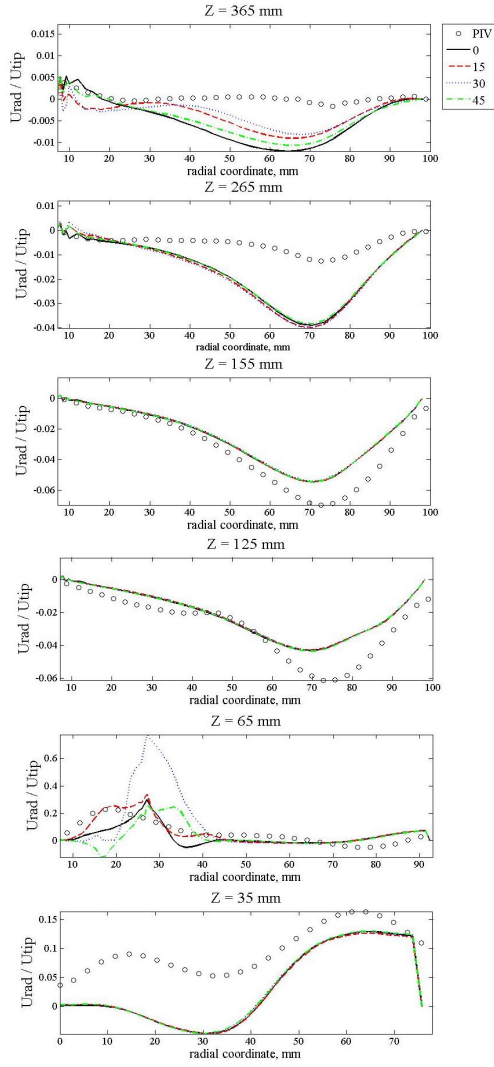 Z = 365 mm
PIV
0
15
30
45
Urad / Utip
0.015
0.01
0.005
0
-0.005
-0.01
10 20 30 40 50 60 70 80 90 100
radial coordinate, mm
Z = 265 mm
Urad / Utip
0.01
0
-0.01
-0.02
-0.03
-0.04
10 20 30 40 50 60 70 80 90 100
radial coordinate, mm
Z = 155 mm
Urad / Utip
0
-0.02
-0.04
-0.06
10 20 30 40 50 60 70 80 90 100
radial coordinate, mm
Z = 125 mm
Urad / Utip
0
-0.02
-0.04
-0.06
10 20 30 40 50 60 70 80 90 100
radial coordinate, mm
Z = 65 mm
Urad / Utip
0.6
0.4
0.2
0
10 20 30 40 50 60 70 80 90
radial coordinate, mm
Z = 35 mm
Urad / Utip
0.15
0.10
0.05
0
0 10 20 30 40 50 60 70
radial coordinate, mm